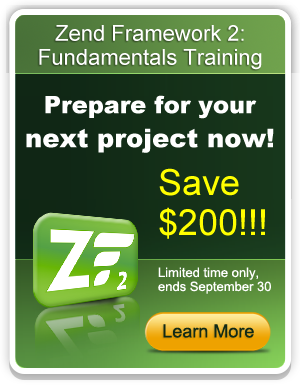 Zend Framework 2:
Fundamentals Training
Prepare for your
next project now!
Save
$200!!!
ZF2
Limited time only,
ends September 30
Learn More